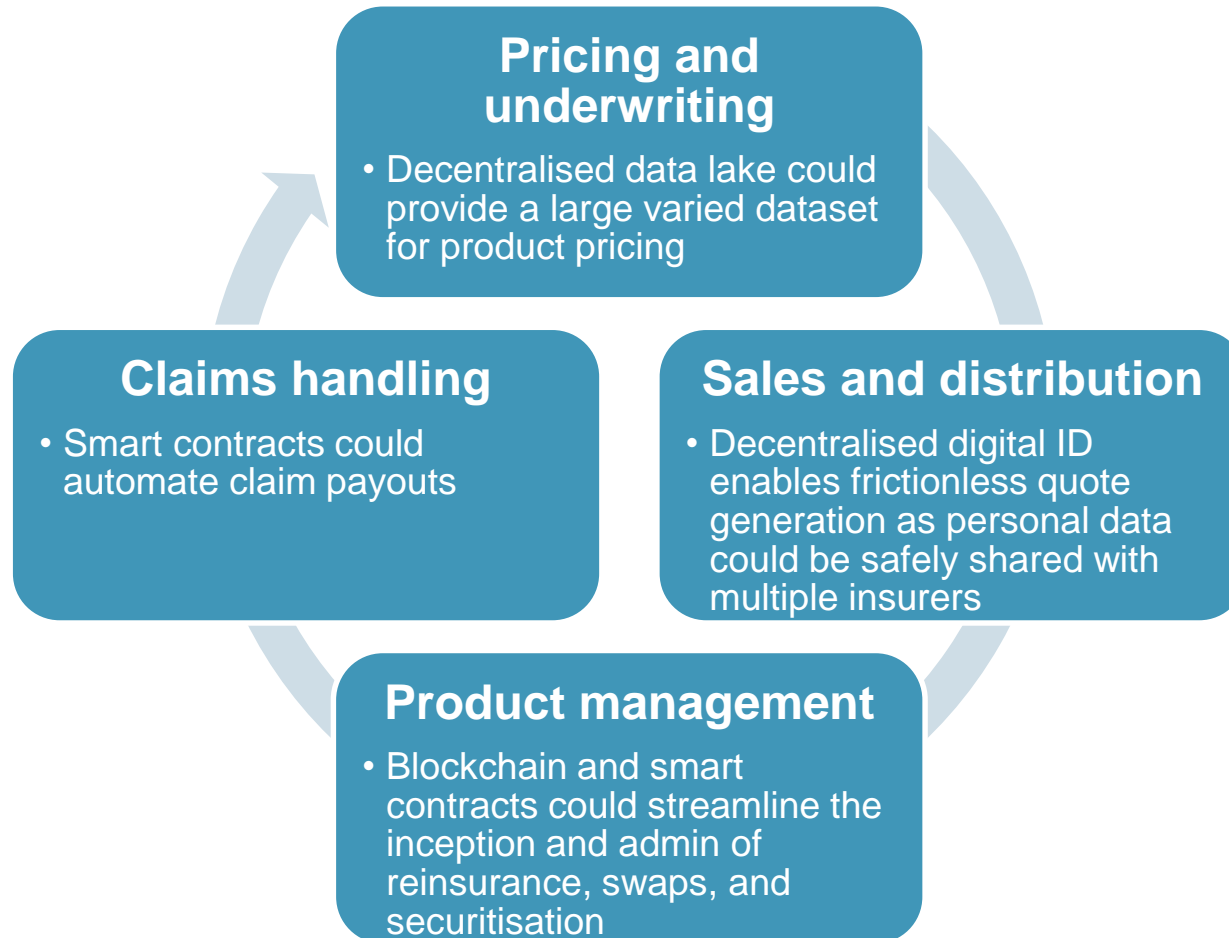 Pricing and
underwriting
• Decentralised data lake could
provide a large varied dataset
for product pricing
Claims handling
• Smart contracts could
automate claim payouts
Sales and distribution
• Decentralised digital ID
enables frictionless quote
generation as personal data
could be safely shared with
multiple insurers
Product management
• Blockchain and smart
contracts could streamline the
inception and admin of
reinsurance, swaps, and
securitisation